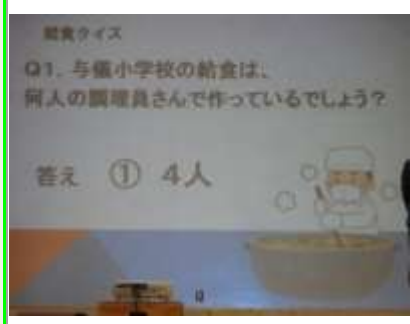 給食クイズ
Q1. 与儀小学校の給食は、
何人の調理員さんで作っているでしょう？
答え ① 4人